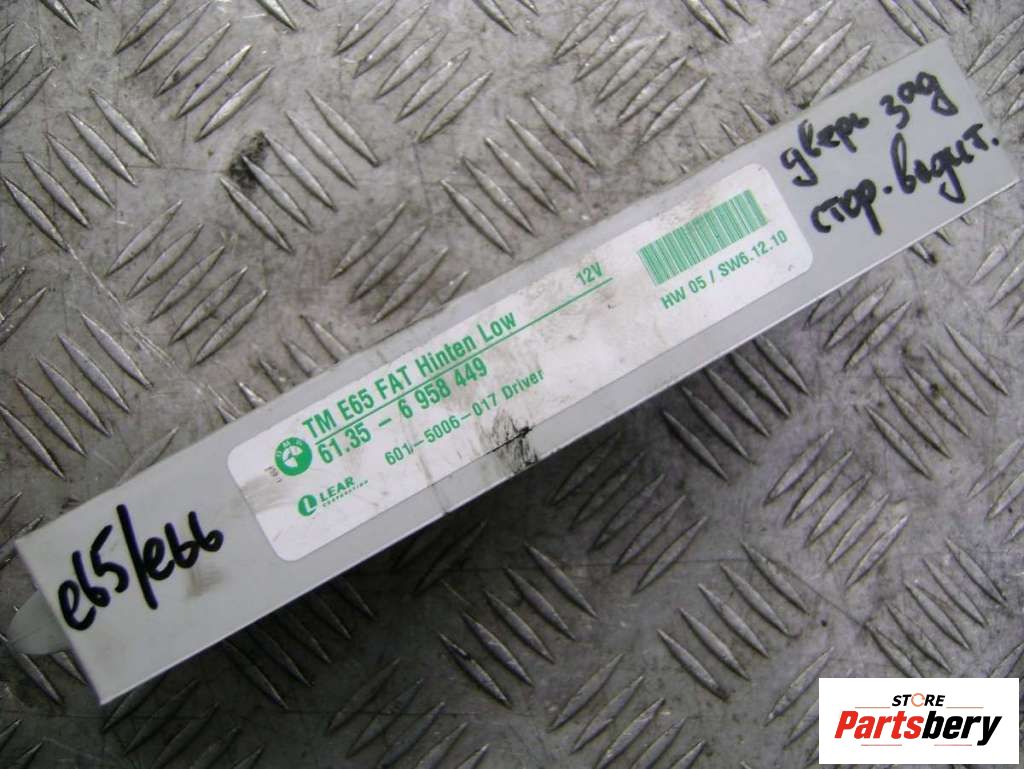 TM E65 FAT Hinten Low 12V
61.35 - 6 958 449
601-5006-017 Driver
LEAR
CORPORATION
HW 05 / SW6.12.10
дверь зад
стор. водит.
e65/e66
STORE
Partsbery